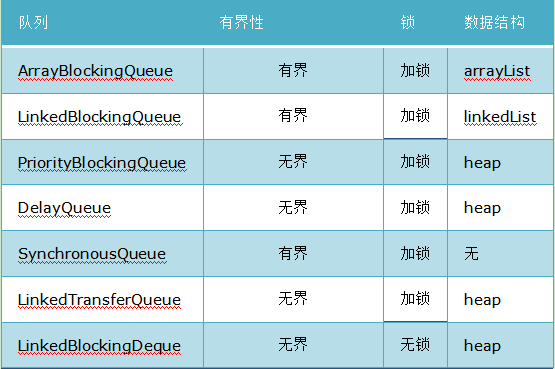 队列 有界性 锁 数据结构
ArrayBlockingQueue 有界 加锁 arrayList
LinkedBlockingQueue 有界 加锁 linkedList
PriorityBlockingQueue 无界 加锁 heap
DelayQueue 无界 加锁 heap
SynchronousQueue 有界 加锁 无
LinkedTransferQueue 无界 加锁 heap
LinkedBlockingDeque 无界 无锁 heap